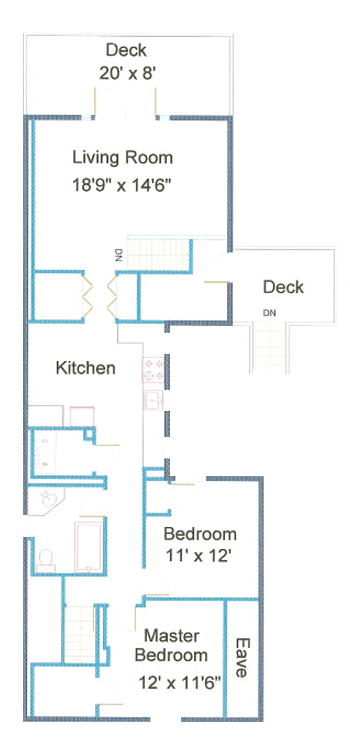 Deck
20' x 8'
Living Room
18'9" x 14'6"
DN
Deck
DN
Kitchen
Bedroom
11' x 12'
Master
Bedroom
12' x 11'6"
Eave